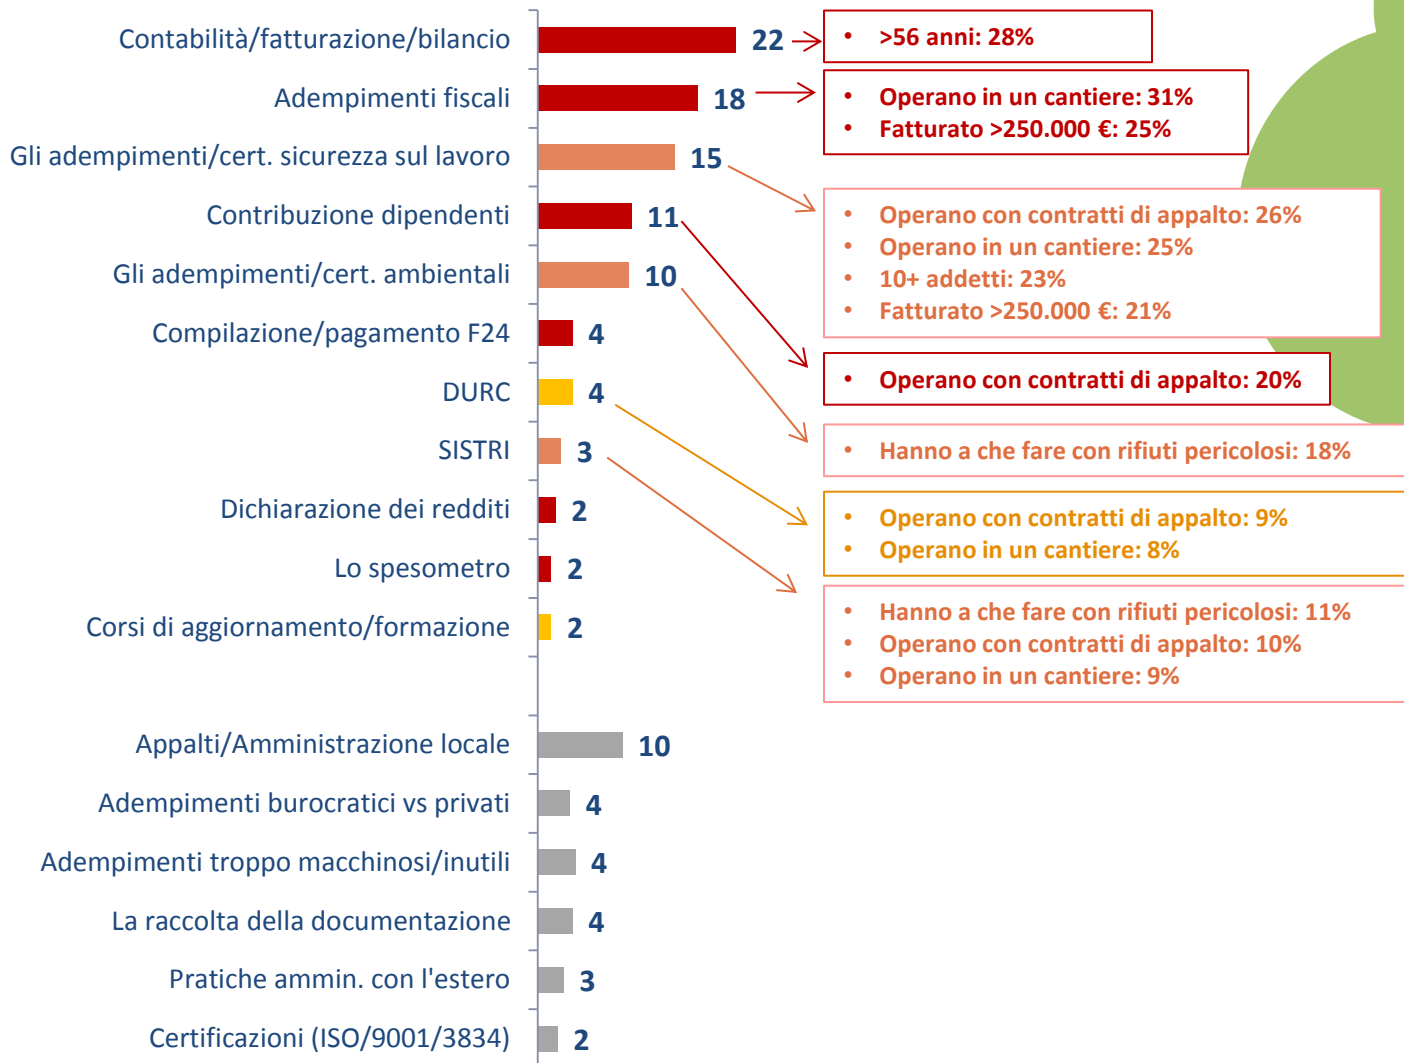 Contabilità/fatturazione/bilancio 22
• >56 anni: 28%
Adempimenti fiscali 18
• Operano in un cantiere: 31%
• Fatturato >250.000 €: 25%
Gli adempimenti/cert. sicurezza sul lavoro 15
• Operano con contratti di appalto: 26%
• Operano in un cantiere: 25%
• 10+ addetti: 23%
• Fatturato >250.000 €: 21%
Contribuzione dipendenti 11
• Operano con contratti di appalto: 20%
Gli adempimenti/cert. ambientali 10
• Hanno a che fare con rifiuti pericolosi: 18%
Compilazione/pagamento F24 4
DURC 4
• Operano con contratti di appalto: 9%
• Operano in un cantiere: 8%
SISTRI 3
• Hanno a che fare con rifiuti pericolosi: 11%
• Operano con contratti di appalto: 10%
• Operano in un cantiere: 9%
Dichiarazione dei redditi 2
Lo spesometro 2
Corsi di aggiornamento/formazione 2
Appalti/Amministrazione locale 10
Adempimenti burocratici vs privati 4
Adempimenti troppo macchinosi/inutili 4
La raccolta della documentazione 4
Pratiche ammin. con l'estero 3
Certificazioni (ISO/9001/3834) 2